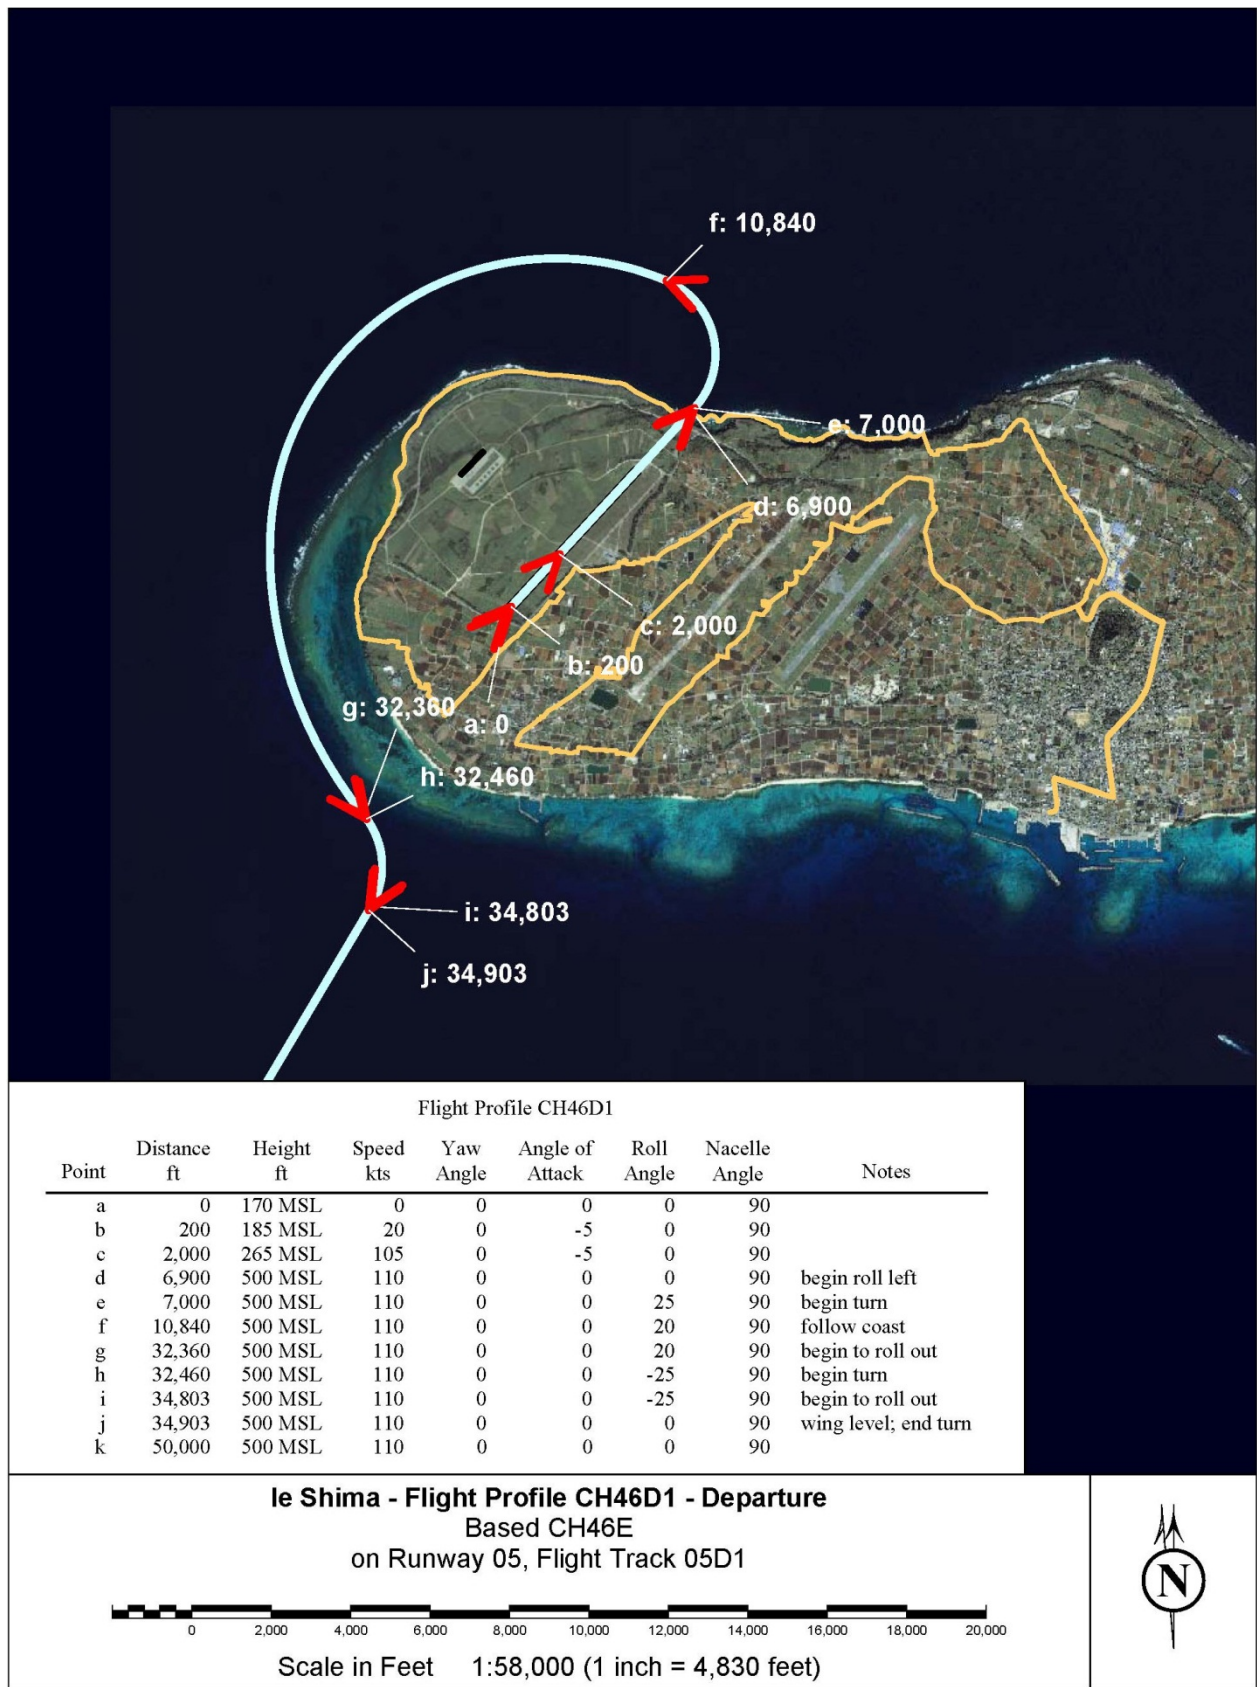 f: 10,840
e: 7,000
d: 6,900
c: 2,000
b: 200
g: 32,360
a: 0
h: 32,460
i: 34,803
j: 34,903
Flight Profile CH46D1
Point Distance ft Height ft Speed kts Yaw Angle Angle of Attack Roll Angle Nacelle Angle Notes
a 0 170 MSL 0 0 0 0 90
b 200 185 MSL 20 0 -5 0 90
c 2,000 265 MSL 105 0 -5 0 90
d 6,900 500 MSL 110 0 0 0 90 begin roll left
e 7,000 500 MSL 110 0 0 25 90 begin turn
f 10,840 500 MSL 110 0 0 20 90 follow coast
g 32,360 500 MSL 110 0 0 20 90 begin to roll out
h 32,460 500 MSL 110 0 0 -25 90 begin turn
i 34,803 500 MSL 110 0 0 -25 90 begin to roll out
j 34,903 500 MSL 110 0 0 0 90 wing level; end turn
k 50,000 500 MSL 110 0 0 0 90
Ie Shima - Flight Profile CH46D1 - Departure
Based CH46E
on Runway 05, Flight Track 05D1
0 2,000 4,000 6,000 8,000 10,000 12,000 14,000 16,000 18,000 20,000
Scale in Feet 1:58,000 (1 inch = 4,830 feet)
N